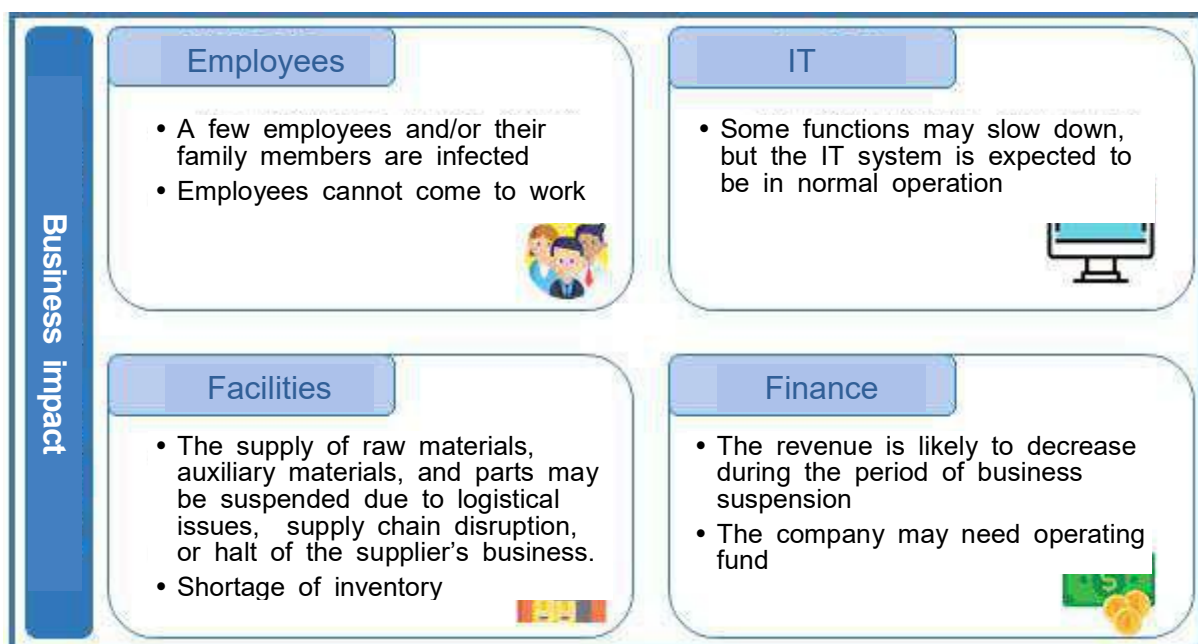 Business impact
Employees
• A few employees and/or their
family members are infected
• Employees cannot come to work
IT
• Some functions may slow down,
but the IT system is expected to
be in normal operation
Facilities
• The supply of raw materials,
auxiliary materials, and parts may
be suspended due to logistical
issues, supply chain disruption,
or halt of the supplier's business.
• Shortage of inventory
Finance
• The revenue is likely to decrease
during the period of business
suspension
• The company may need operating
fund
$